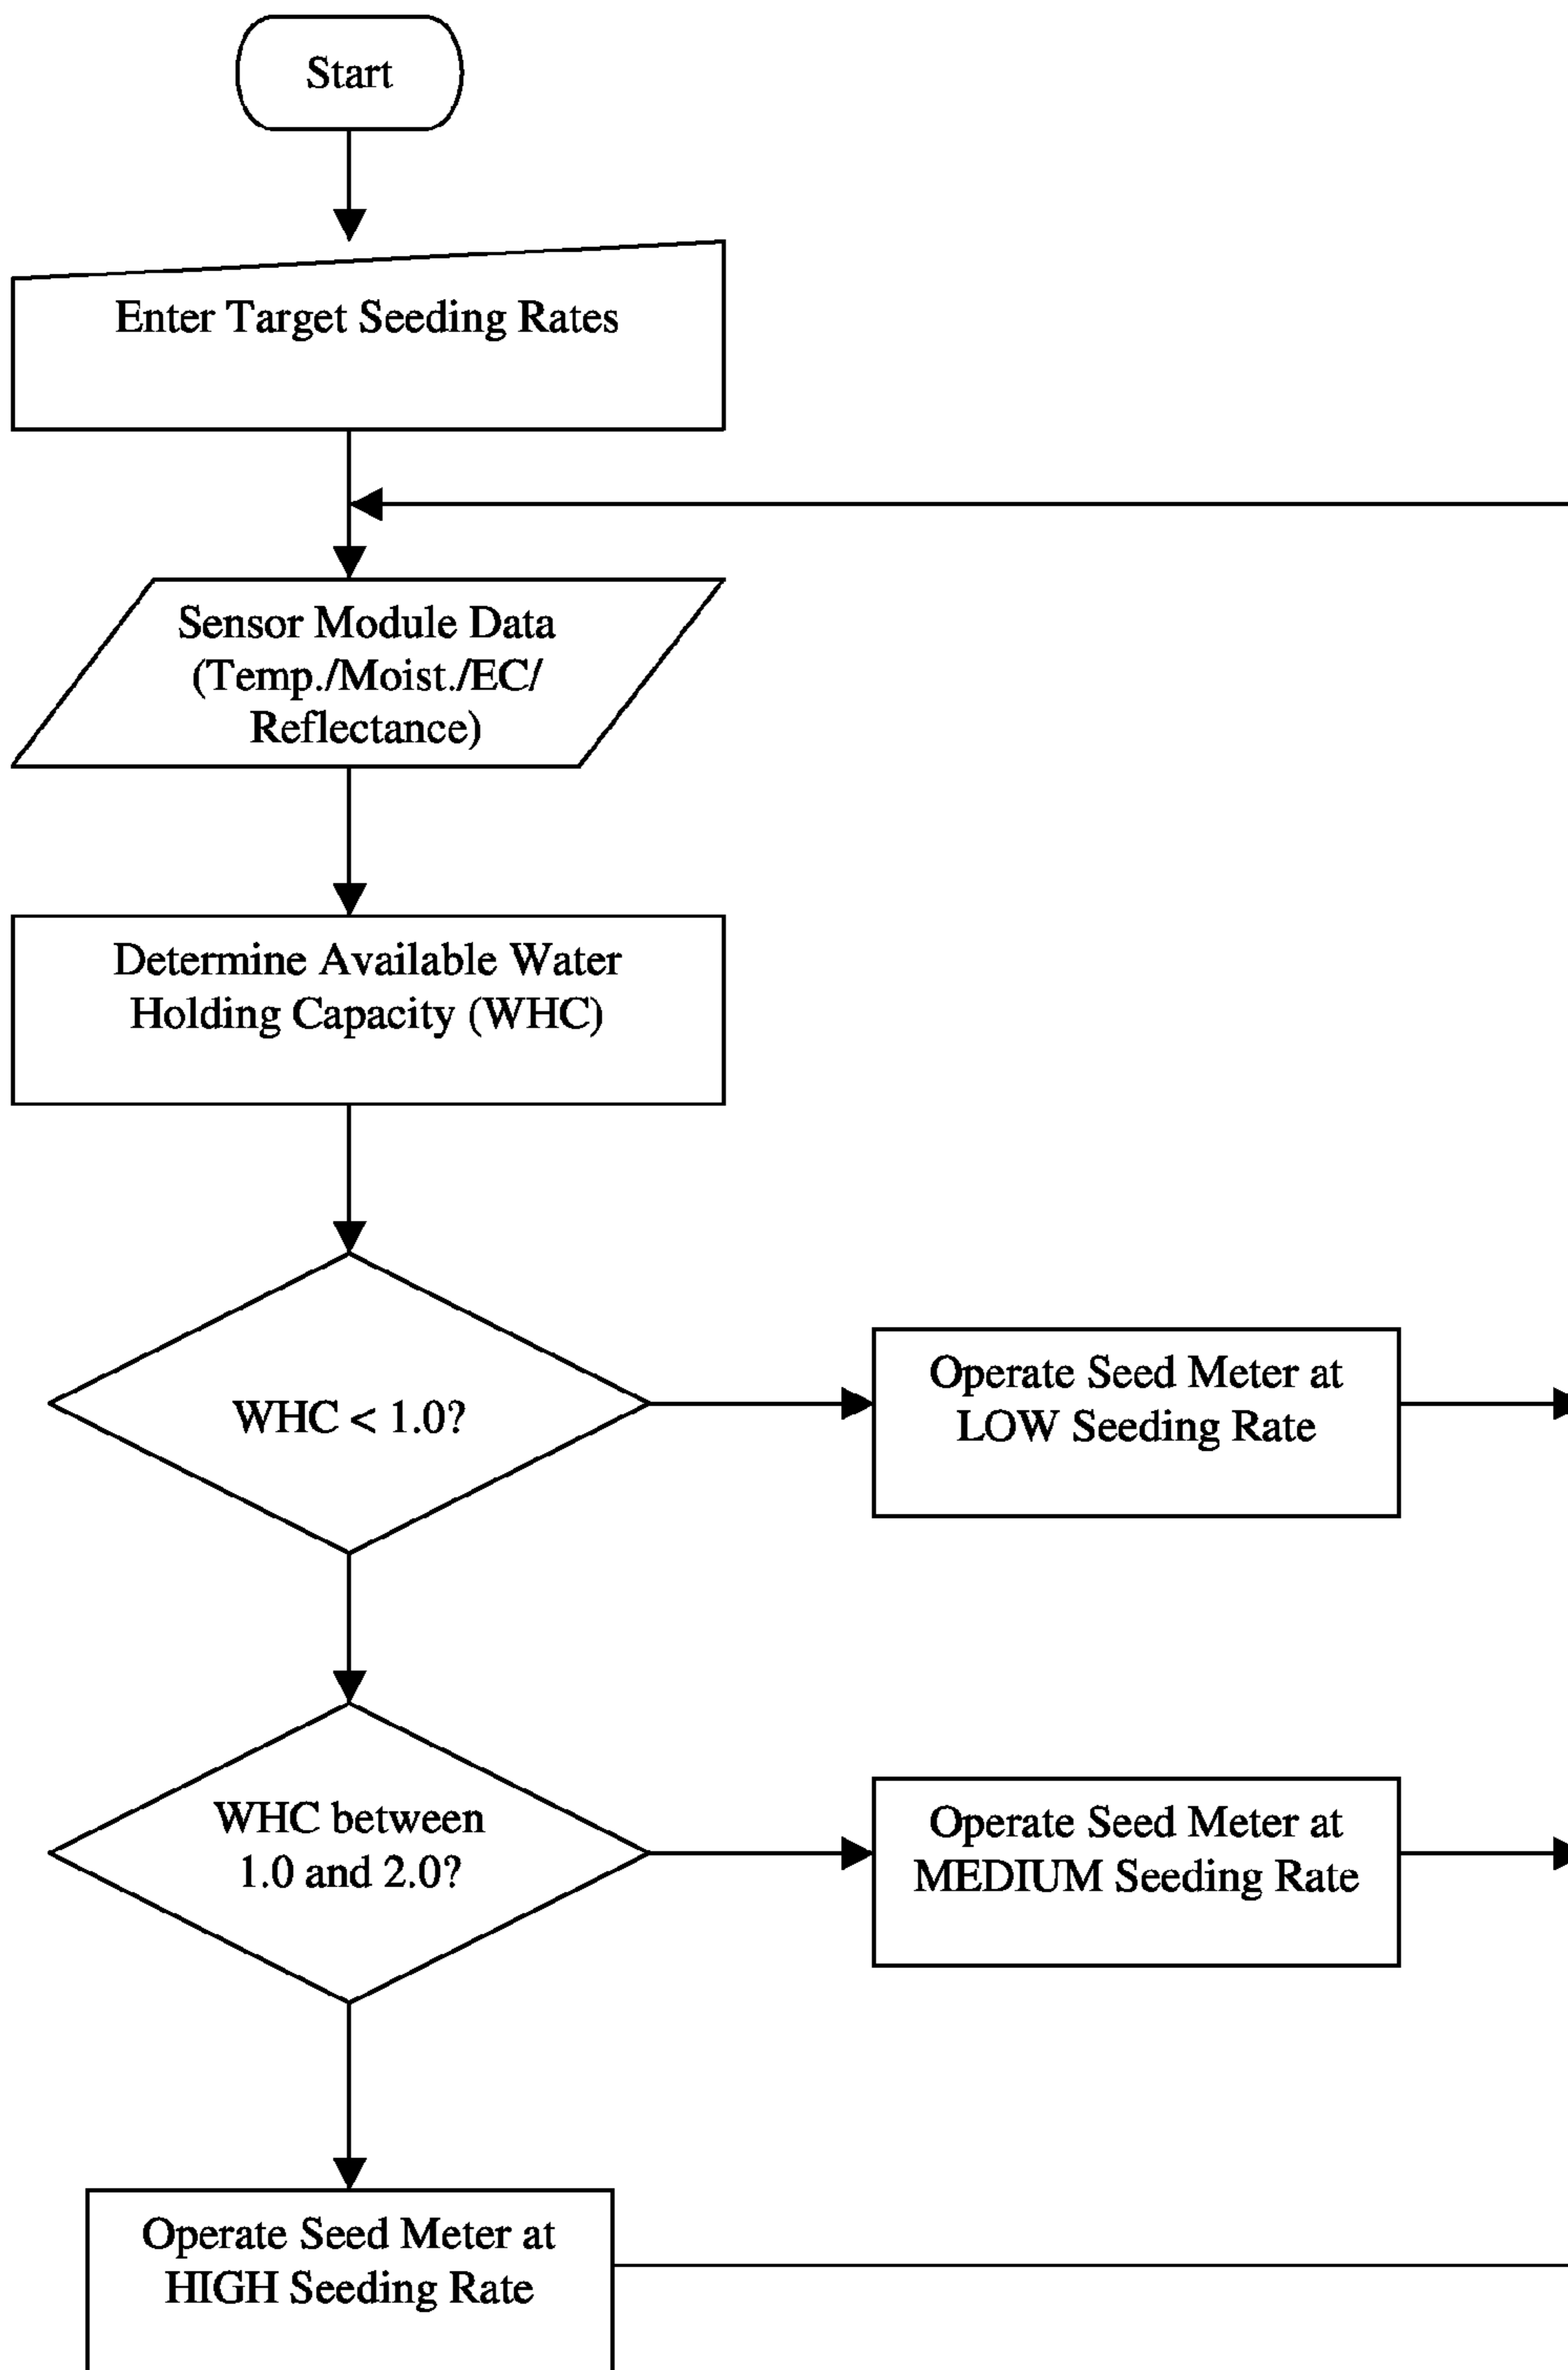 Start
Enter Target Seeding Rates
Sensor Module Data
(Temp./Moist./EC/
Reflectance)
Determine Available Water
Holding Capacity (WHC)
WHC < 1.0?
Operate Seed Meter at
LOW Seeding Rate
WHC between
1.0 and 2.0?
Operate Seed Meter at
MEDIUM Seeding Rate
Operate Seed Meter at
HIGH Seeding Rate